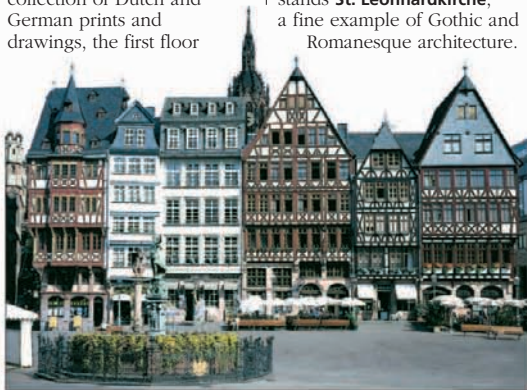 collection of Dutch and
German prints and
drawings, the first floor
stands St. Leonhardkirche,
a fine example of Gothic and
Romanesque architecture.